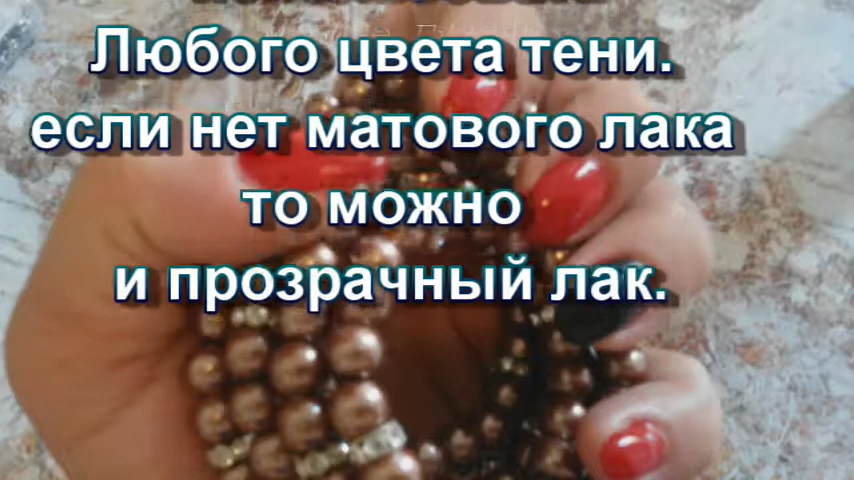 Любого цвета тени.
если нет матового лака
то можно
и прозрачный лак.